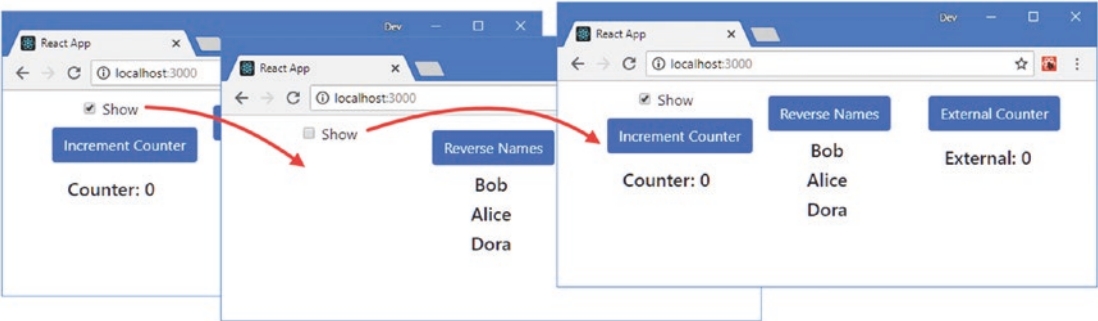 Dev
React App
localhost:3000
Show
Increment Counter
Counter: 0
React App
localhost:3000
Show
Reverse Names
Bob
Alice
Dora
Dev
React App
localhost:3000
Show
Increment Counter
Counter: 0
Reverse Names
Bob
Alice
Dora
External Counter
External: 0